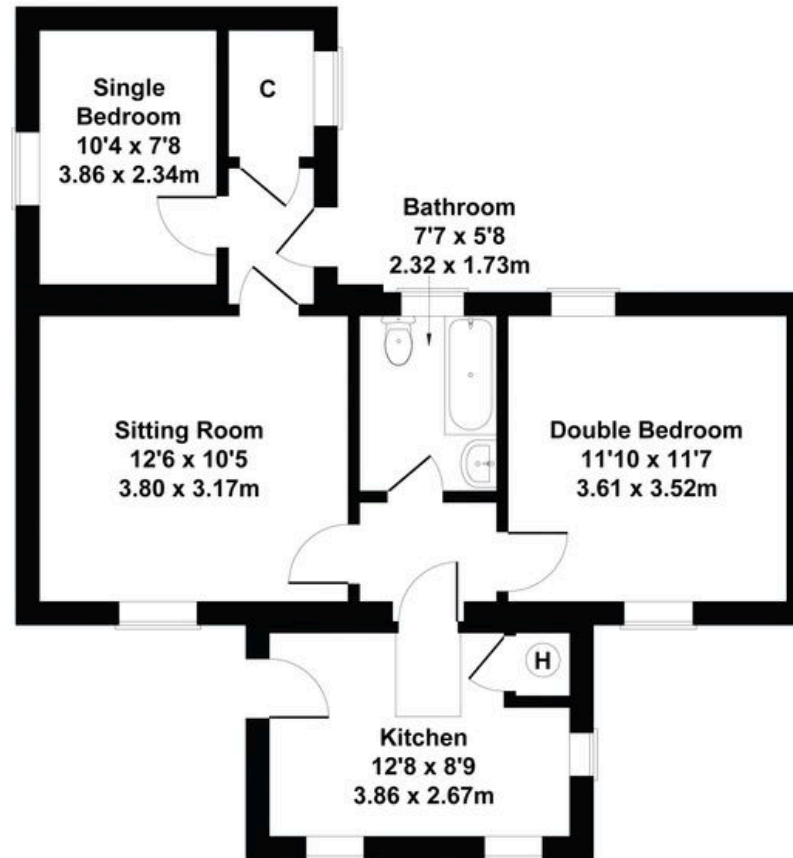 Single
Bedroom
10'4 x 7'8
3.86 x 2.34m
C
Bathroom
7'7 x 5'8
2.32 x 1.73m
Sitting Room
12'6 x 10'5
3.80 x 3.17m
Double Bedroom
11'10 x 11'7
3.61 x 3.52m
H
Kitchen
12'8 x 8'9
3.86 x 2.67m